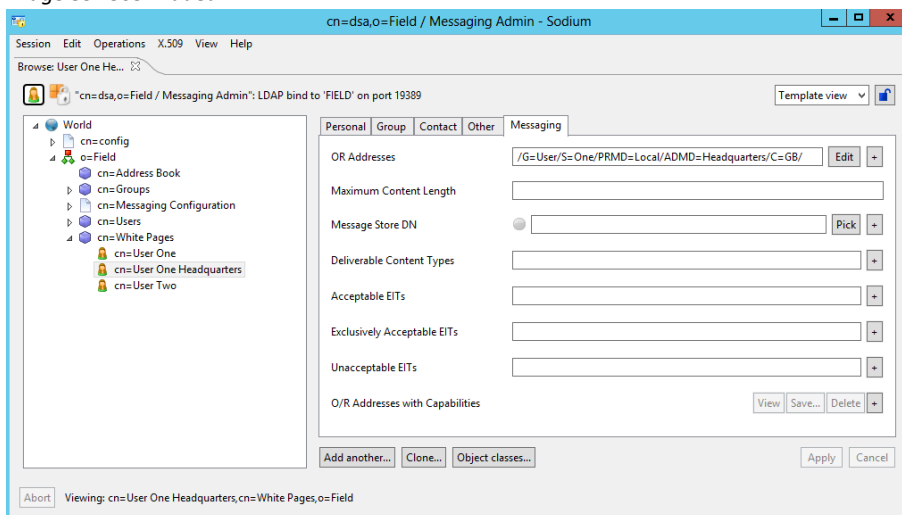 cn=dsa,o=Field / Messaging Admin - Sodium
Session Edit Operations X.509 View Help
Browse: User One He...
"cn=dsa,o=Field / Messaging Admin": LDAP bind to 'FIELD' on port 19389
Template view
World
cn=config
o=Field
cn=Address Book
cn=Groups
cn=Messaging Configuration
cn=Users
cn=White Pages
cn=User One
cn=User One Headquarters
cn=User Two
Personal Group Contact Other Messaging
OR Addresses /G=User/S=One/PRMD=Local/ADMD=Headquarters/C=GB/ Edit +
Maximum Content Length
Message Store DN Pick +
Deliverable Content Types +
Acceptable EITs +
Exclusively Acceptable EITs +
Unacceptable EITs +
O/R Addresses with Capabilities View Save... Delete +
Add another... Clone... Object classes... Apply Cancel
Abort Viewing: cn=User One Headquarters,cn=White Pages,o=Field